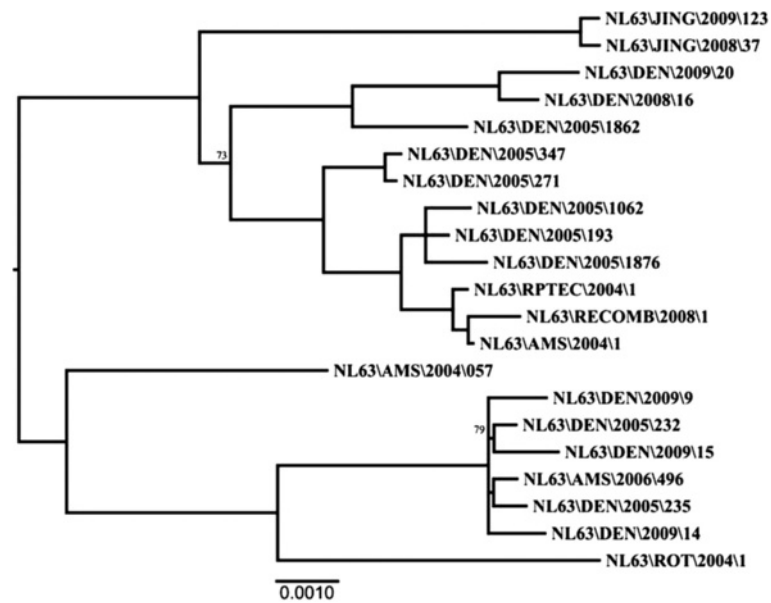 NL63\JING\2009\123
NL63\JING\2008\37
NL63\DEN\2009\20
NL63\DEN\2008\16
NL63\DEN\2005\1862
73
NL63\DEN\2005\347
NL63\DEN\2005\271
NL63\DEN\2005\1062
NL63\DEN\2005\193
NL63\DEN\2005\1876
NL63\RPTEC\2004\1
NL63\RECOMB\2008\1
NL63\AMS\2004\1
NL63\AMS\2004\057
NL63\DEN\2009\9
79
NL63\DEN\2005\232
NL63\DEN\2009\15
NL63\AMS\2006\496
NL63\DEN\2005\235
NL63\DEN\2009\14
NL63\ROT\2004\1
0.0010